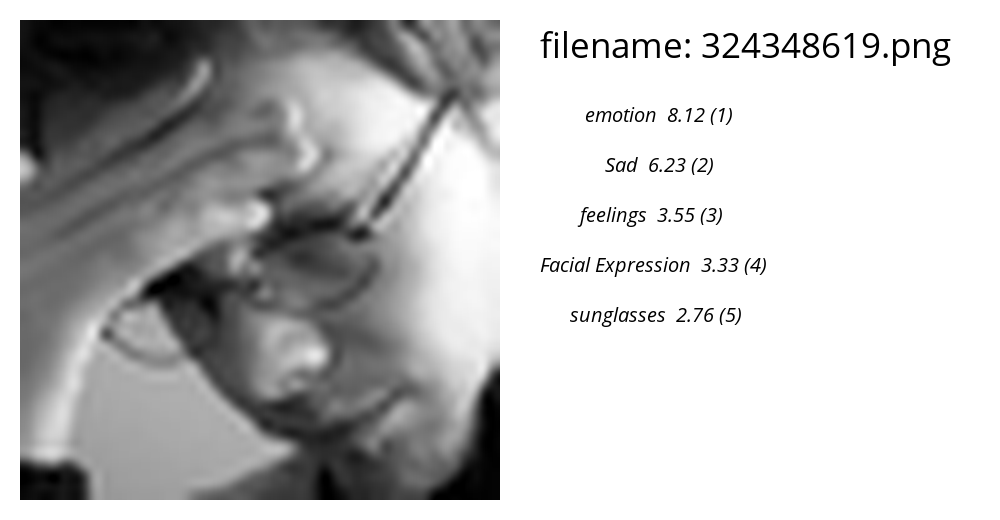 filename: 324348619.png
emotion 8.12 (1)
Sad 6.23 (2)
feelings 3.55 (3)
Facial Expression 3.33 (4)
sunglasses 2.76 (5)